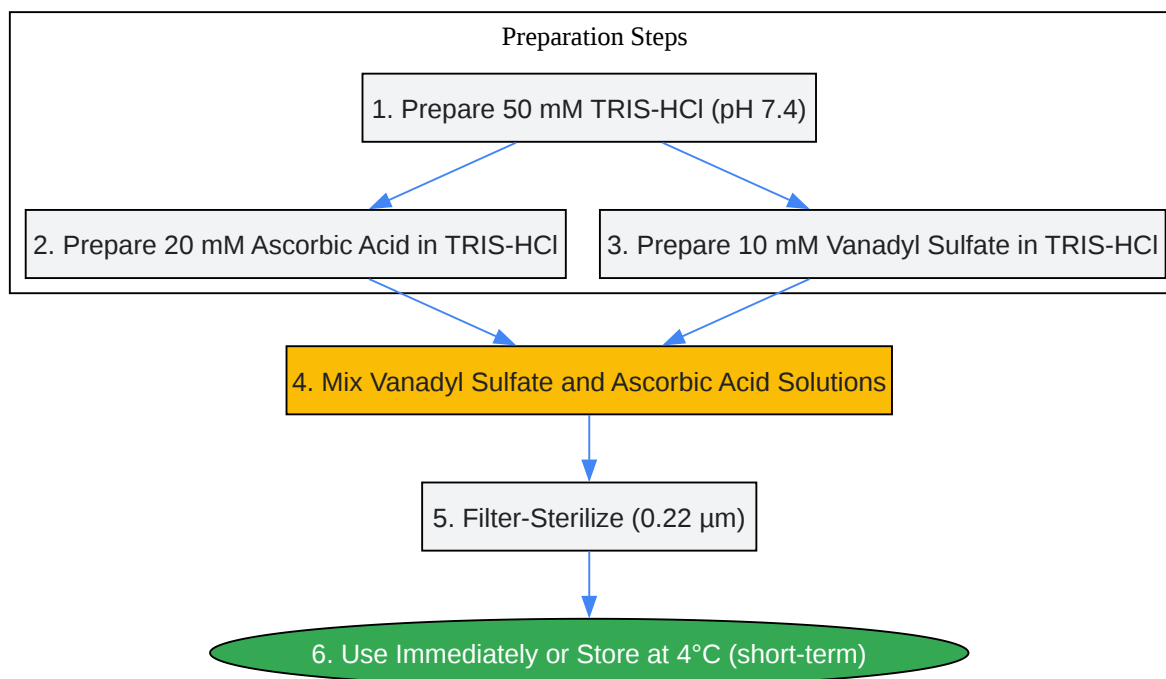 Preparation Steps
1. Prepare 50 mM TRIS-HCl (pH 7.4)
2. Prepare 20 mM Ascorbic Acid in TRIS-HCl
3. Prepare 10 mM Vanadyl Sulfate in TRIS-HCl
4. Mix Vanadyl Sulfate and Ascorbic Acid Solutions
5. Filter-Sterilize (0.22 µm)
6. Use Immediately or Store at 4°C (short-term)